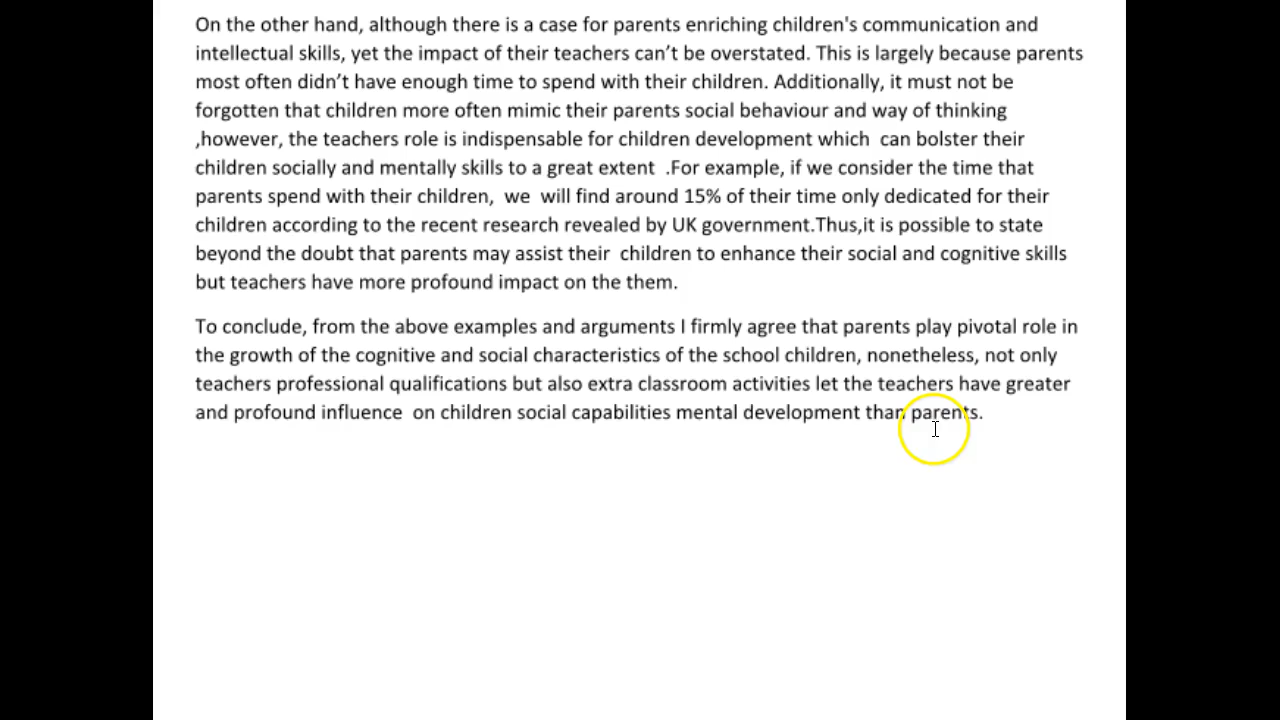 On the other hand, although there is a case for parents enriching children's communication and
intellectual skills, yet the impact of their teachers can’t be overstated. This is largely because parents
most often didn’t have enough time to spend with their children. Additionally, it must not be
forgotten that children more often mimic their parents social behaviour and way of thinking
,however, the teachers role is indispensable for children development which  can bolster their
children socially and mentally skills to a great extent  .For example, if we consider the time that
parents spend with their children,  we  will find around 15% of their time only dedicated for their
children according to the recent research revealed by UK government.Thus,it is possible to state
beyond the doubt that parents may assist their  children to enhance their social and cognitive skills
but teachers have more profound impact on the them.
To conclude, from the above examples and arguments I firmly agree that parents play pivotal role in
the growth of the cognitive and social characteristics of the school children, nonetheless, not only
teachers professional qualifications but also extra classroom activities let the teachers have greater
and profound influence  on children social capabilities mental development than parents.